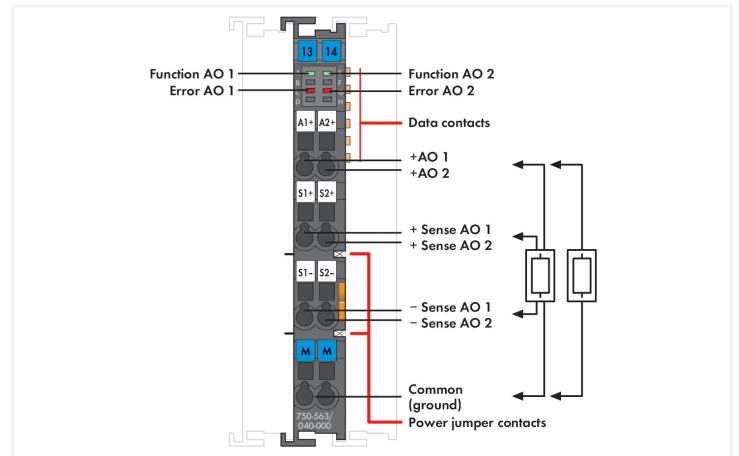 13 14
Function AO 1
Function AO 2
A
E
B
F
Error AO 1
Error AO 2
C
G
D
H
A1+ A2+
Data contacts
+AO 1
+AO 2
S1+ S2+
+ Sense AO 1
+ Sense AO 2
S1– S2–
– Sense AO 1
– Sense AO 2
M M
Common
(ground)
750-563/
040-000
Power jumper contacts